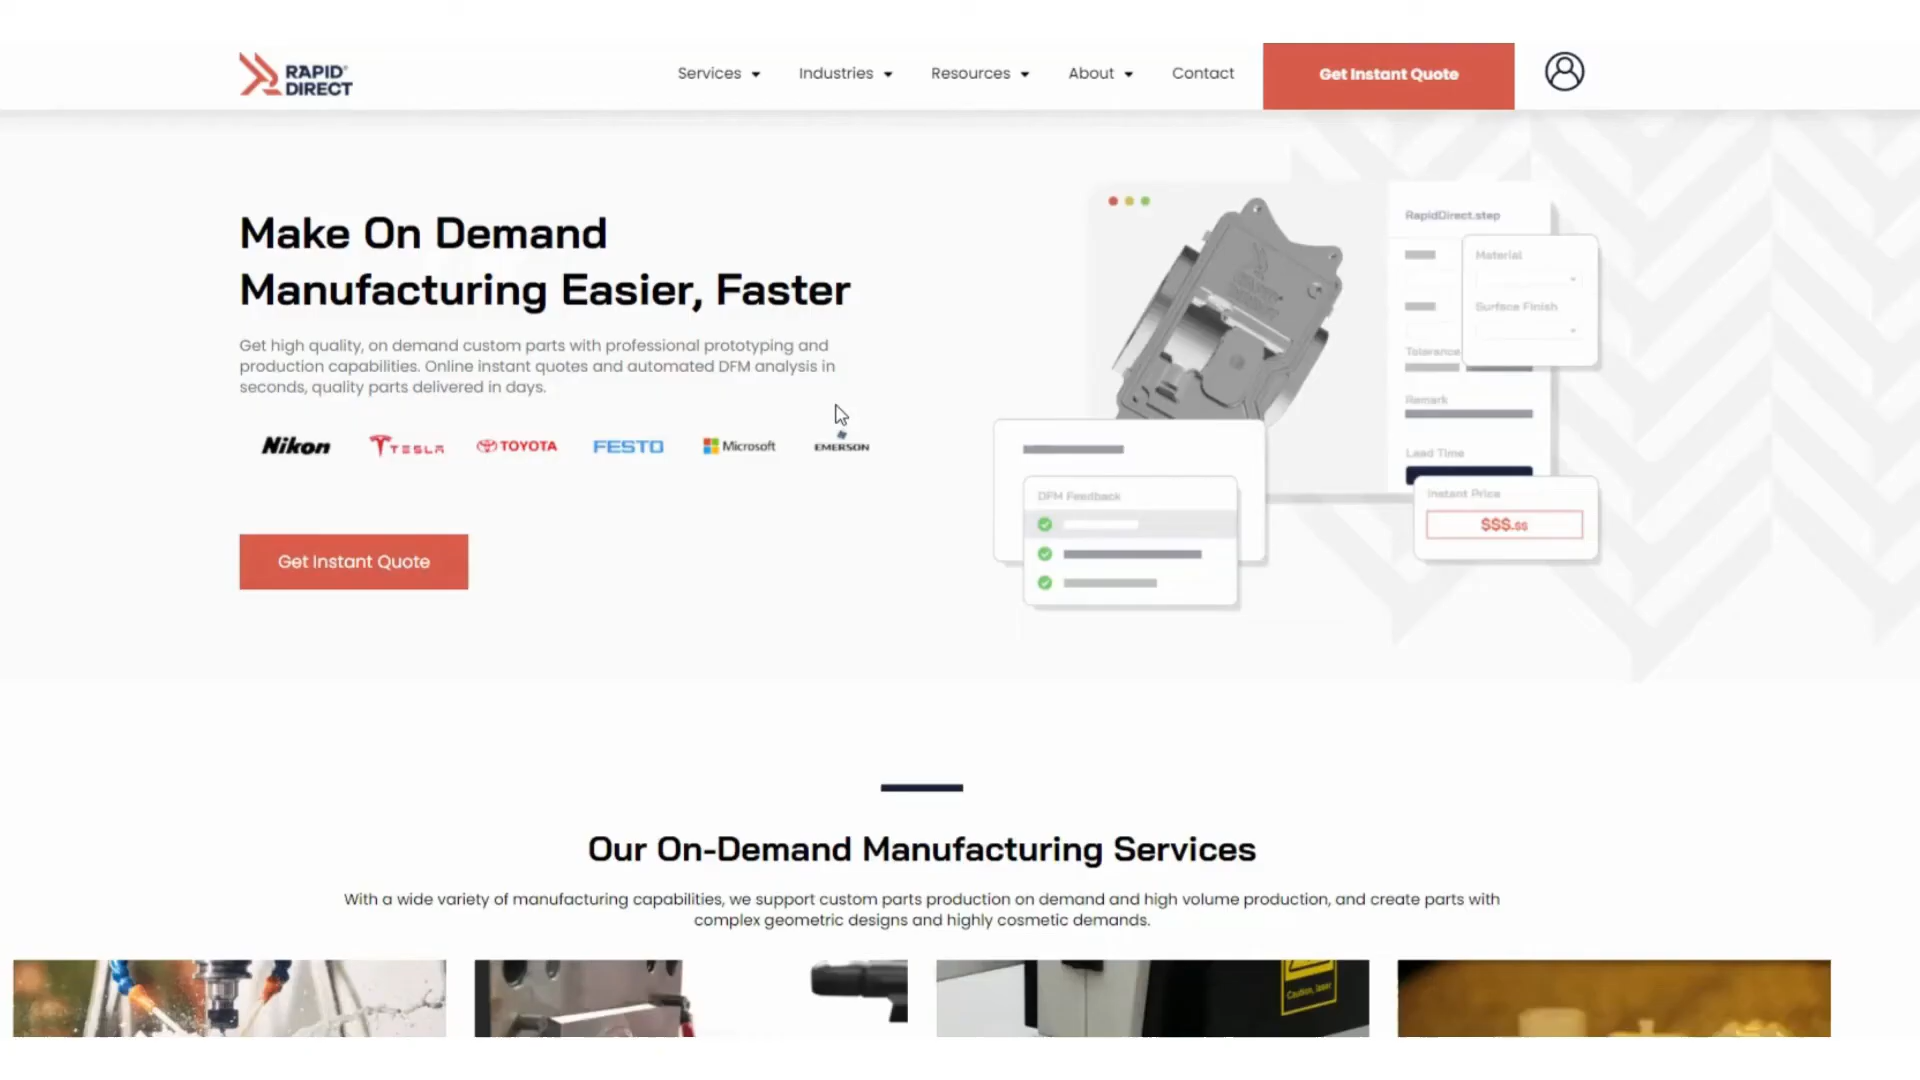 RAPID
DIRECT
Services
Industries
Resources
About
Contact
Get Instant Quote
Make On Demand
Manufacturing Easier, Faster
Get high quality, on demand custom parts with professional prototyping and
production capabilities. Online instant quotes and automated DFM analysis in
seconds, quality parts delivered in days.
Nikon
TESLA
TOYOTA
FESTO
Microsoft
EMERSON
Get Instant Quote
RapidDirect.step
Material
Surface Finish
Tolerance
Remark
Lead Time
Instant Price
$$$.$$
DFM Feedback
Our On-Demand Manufacturing Services
With a wide variety of manufacturing capabilities, we support custom parts production on demand and high volume production, and create parts with
complex geometric designs and highly cosmetic demands.
Caution, laser